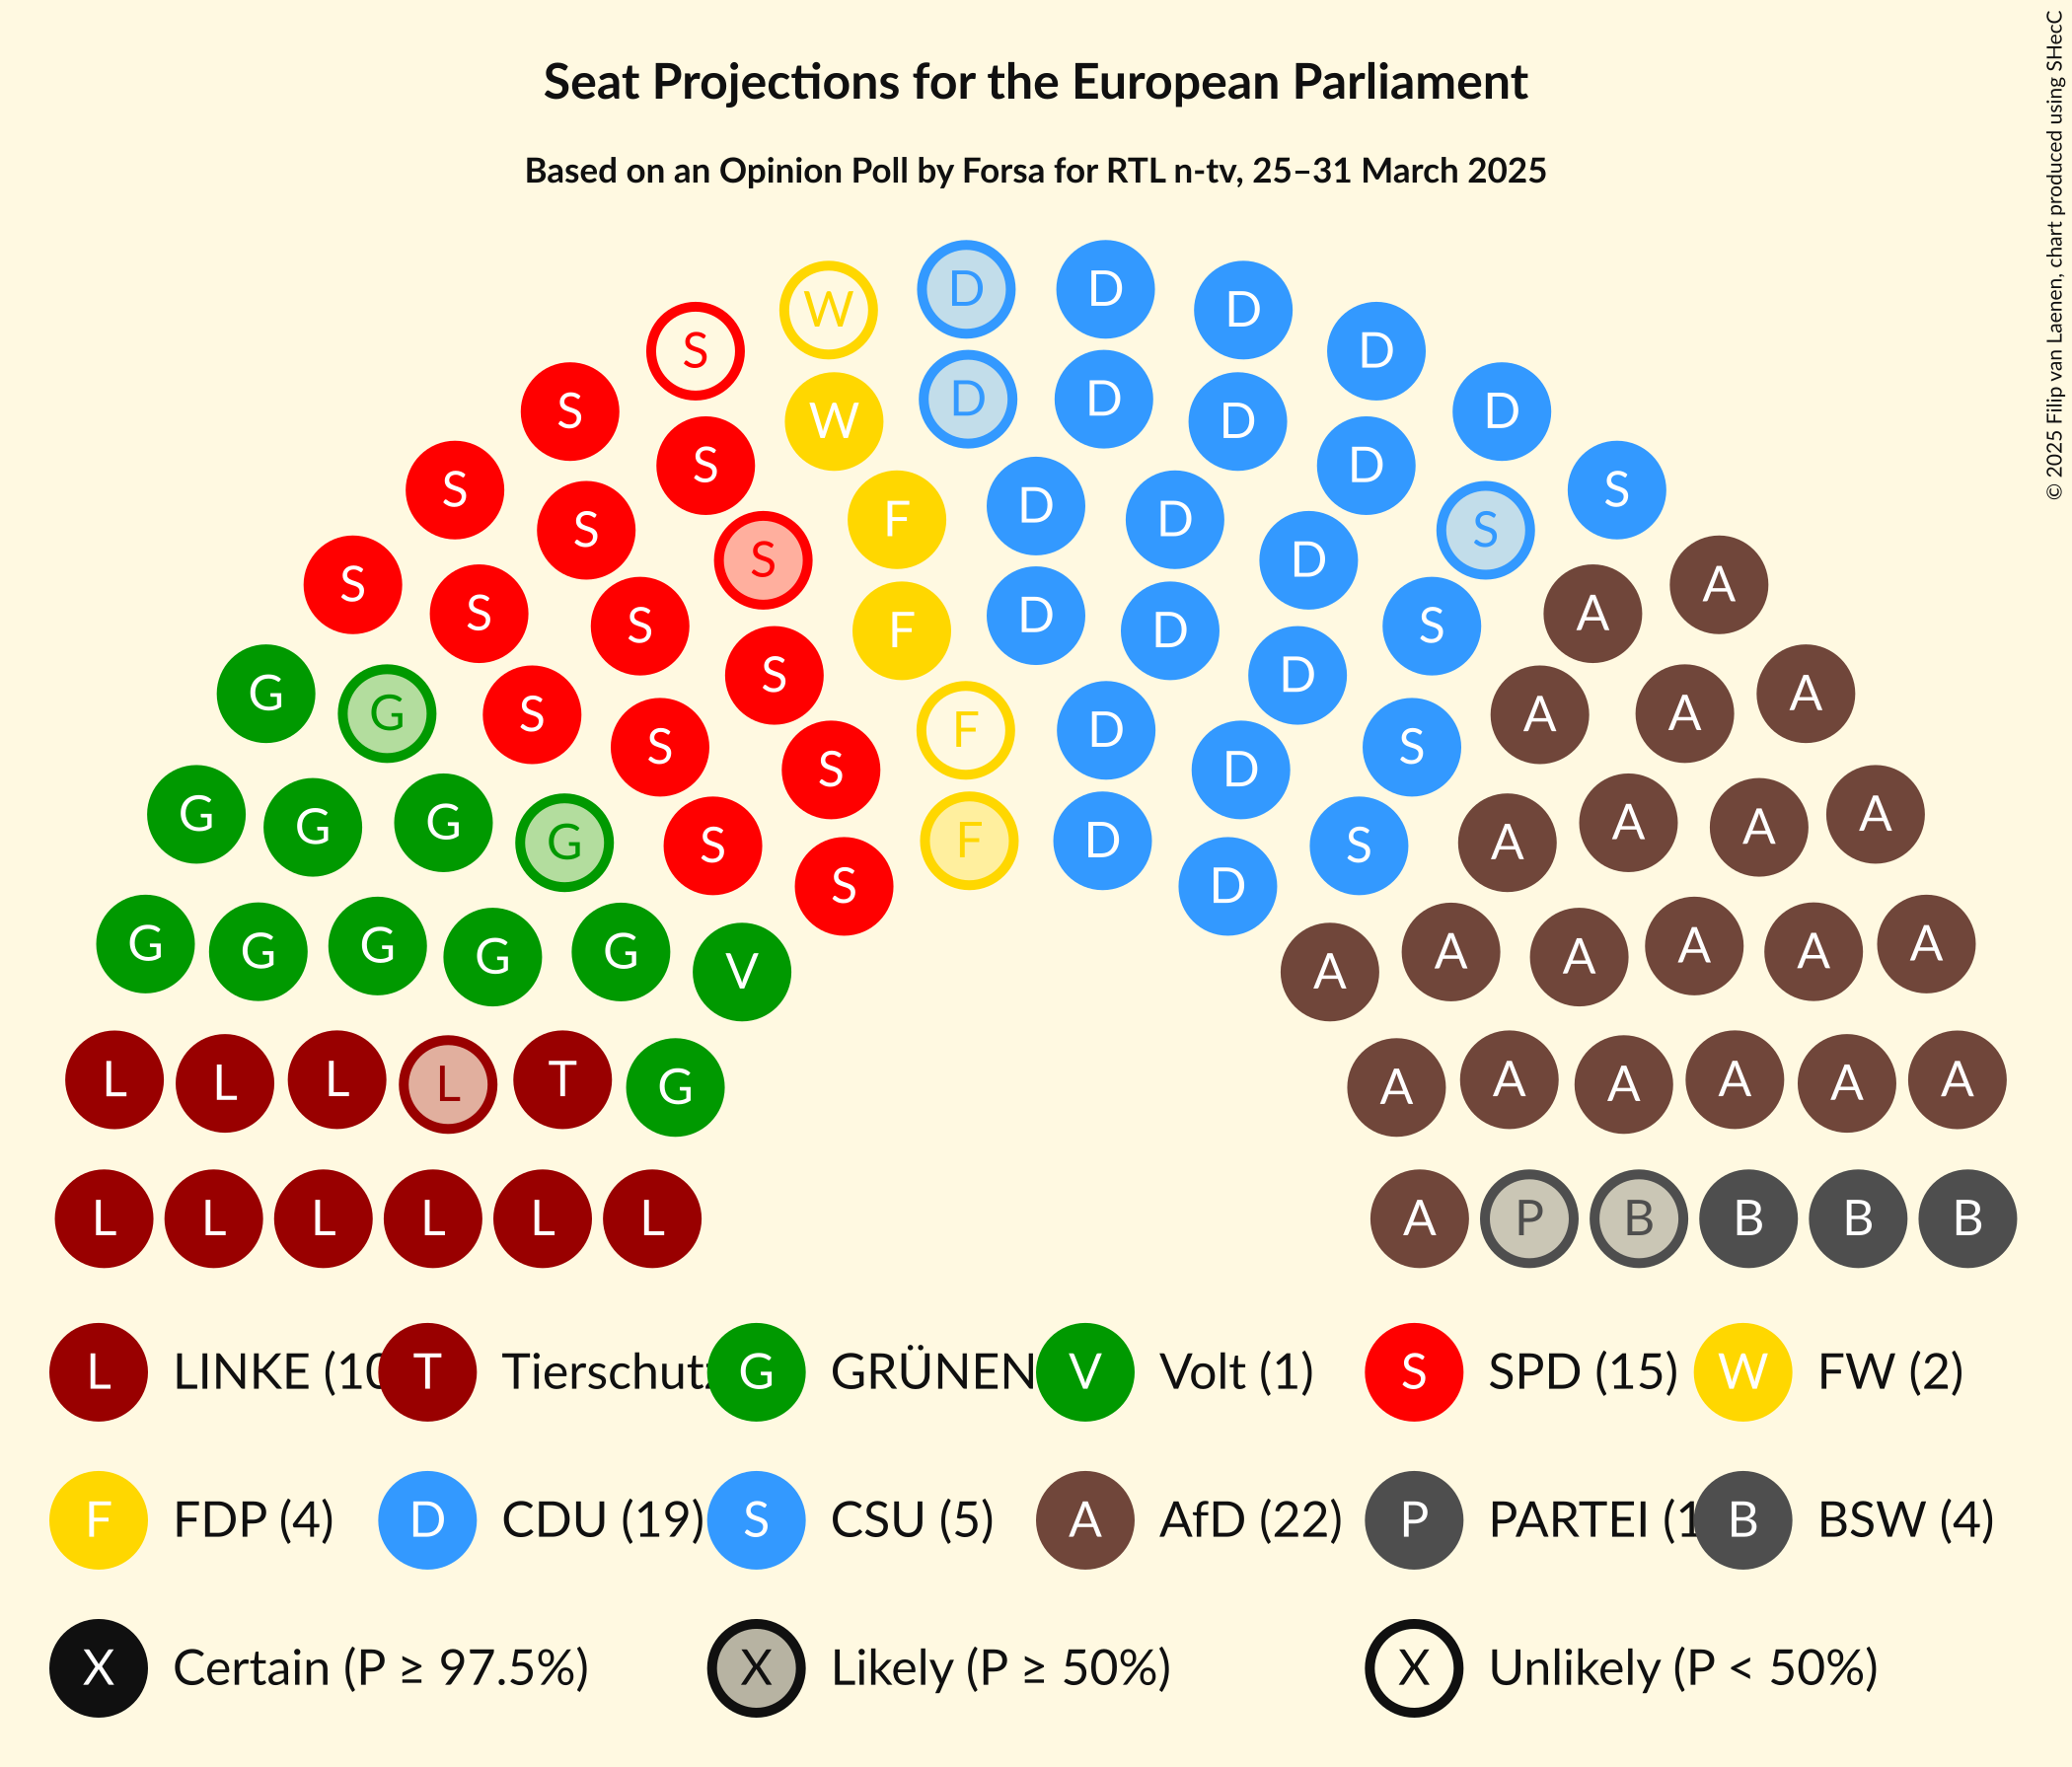 Seat Projections for the European Parliament
Based on an Opinion Poll by Forsa for RTL n-tv, 25–31 March 2025
© 2025 Filip van Laenen, chart produced using SHecC
W D D D
S D
S D D D
W D
S D
S S
S F D D S
S D
S A
S S F D D S A
S D
G G S A A A
S F D S
S D
G G G G S F D S A A A A
S D
G G G G G V A A A A A A
L L L L T G A A A A A A
L L L L L L A P B B B B
L LINKE (10 T Tierschutz G GRÜNEN V Volt (1) S SPD (15) W FW (2)
F FDP (4) D CDU (19) S CSU (5) A AfD (22) P PARTEI (1 B BSW (4)
X Certain (P ≥ 97.5%) X Likely (P ≥ 50%) X Unlikely (P < 50%)